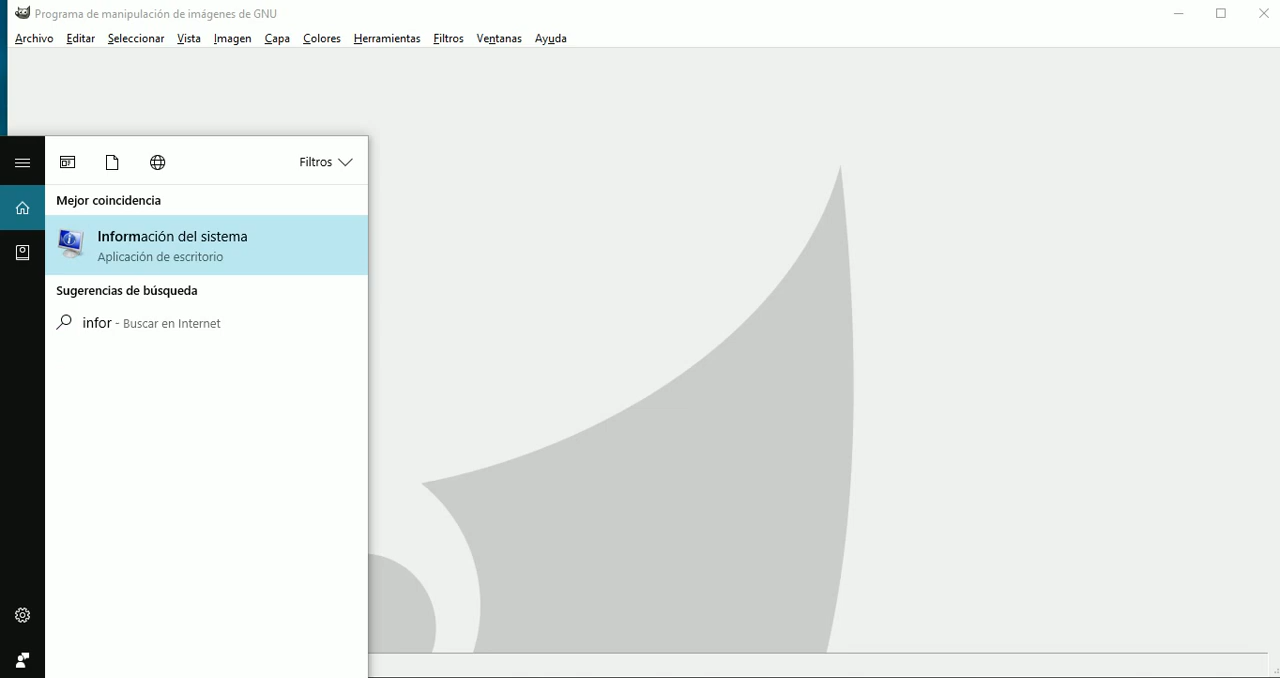 Programa de manipulación de imágenes de GNU
Archivo Editar Seleccionar Vista Imagen Capa Colores Herramientas Filtros Ventanas Ayuda
Filtros
Mejor coincidencia
Información del sistema
Aplicación de escritorio
Sugerencias de búsqueda
infor - Buscar en Internet